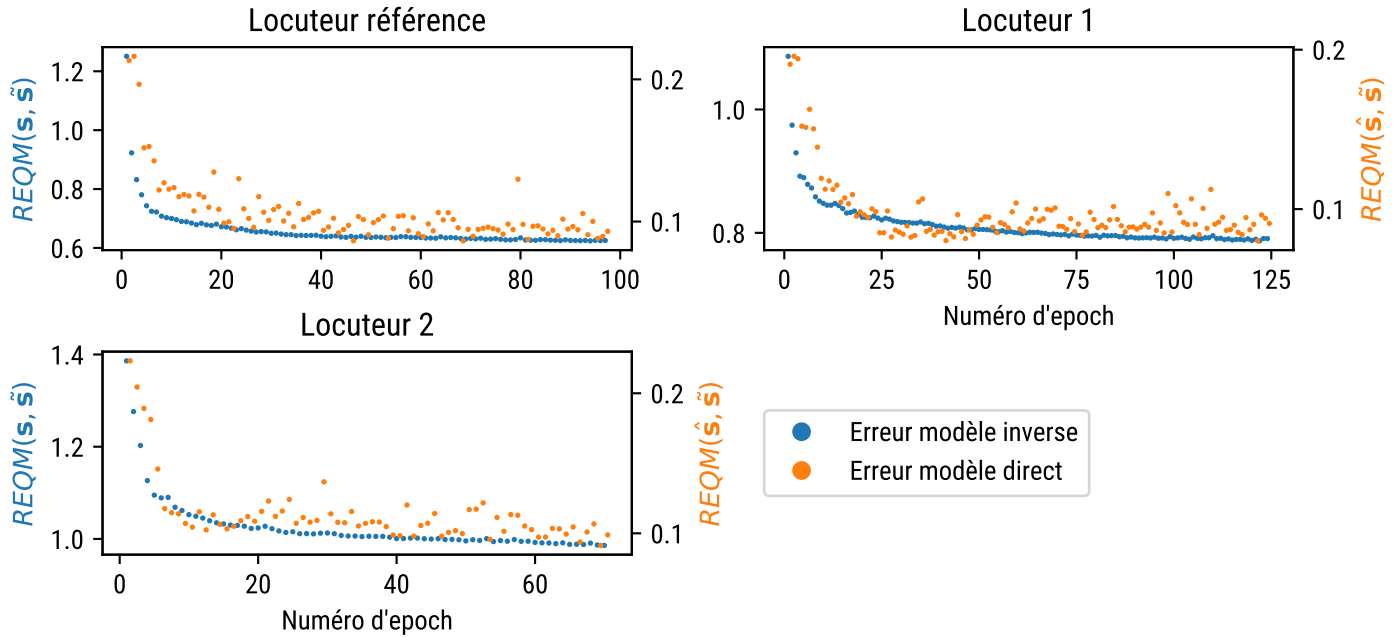 Locuteur référence
REQM(s, s̃)
1.2
1.0
0.8
0.6
0.2
0.1
0 20 40 60 80 100
Locuteur 1
1.0
0.8
0.2
0.1
REQM(ŝ, s̃)
0 25 50 75 100 125
Numéro d'epoch
Locuteur 2
REQM(s, s̃)
1.4
1.2
1.0
0.2
0.1
REQM(ŝ, s̃)
0 20 40 60
Numéro d'epoch
Erreur modèle inverse
Erreur modèle direct